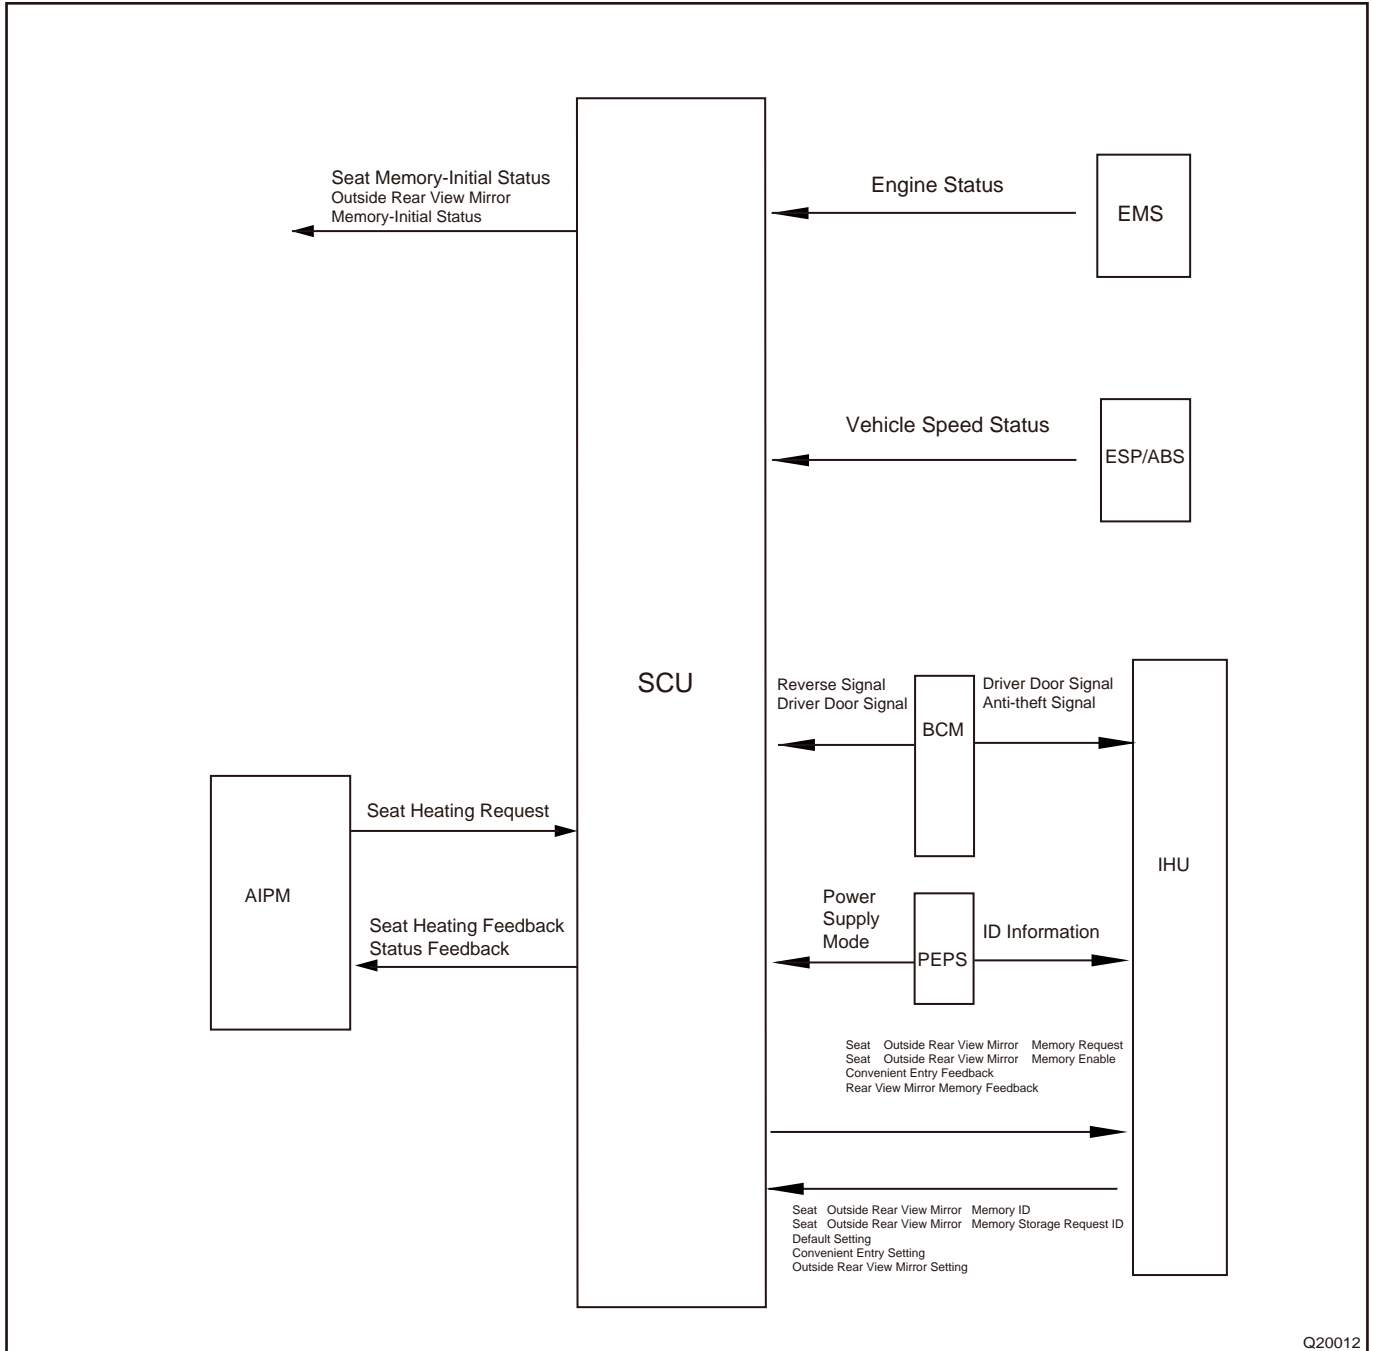 Seat Memory-Initial Status
Outside Rear View Mirror
Memory-Initial Status
Engine Status
EMS
Vehicle Speed Status
ESP/ABS
SCU
Reverse Signal
Driver Door Signal
BCM
Driver Door Signal
Anti-theft Signal
IHU
AIPM
Seat Heating Request
Seat Heating Feedback
Status Feedback
Power
Supply
Mode
PEPS
ID Information
Seat Outside Rear View Mirror Memory Request
Seat Outside Rear View Mirror Memory Enable
Convenient Entry Feedback
Rear View Mirror Memory Feedback
Seat Outside Rear View Mirror Memory ID
Seat Outside Rear View Mirror Memory Storage Request ID
Default Setting
Convenient Entry Setting
Outside Rear View Mirror Setting
Q20012